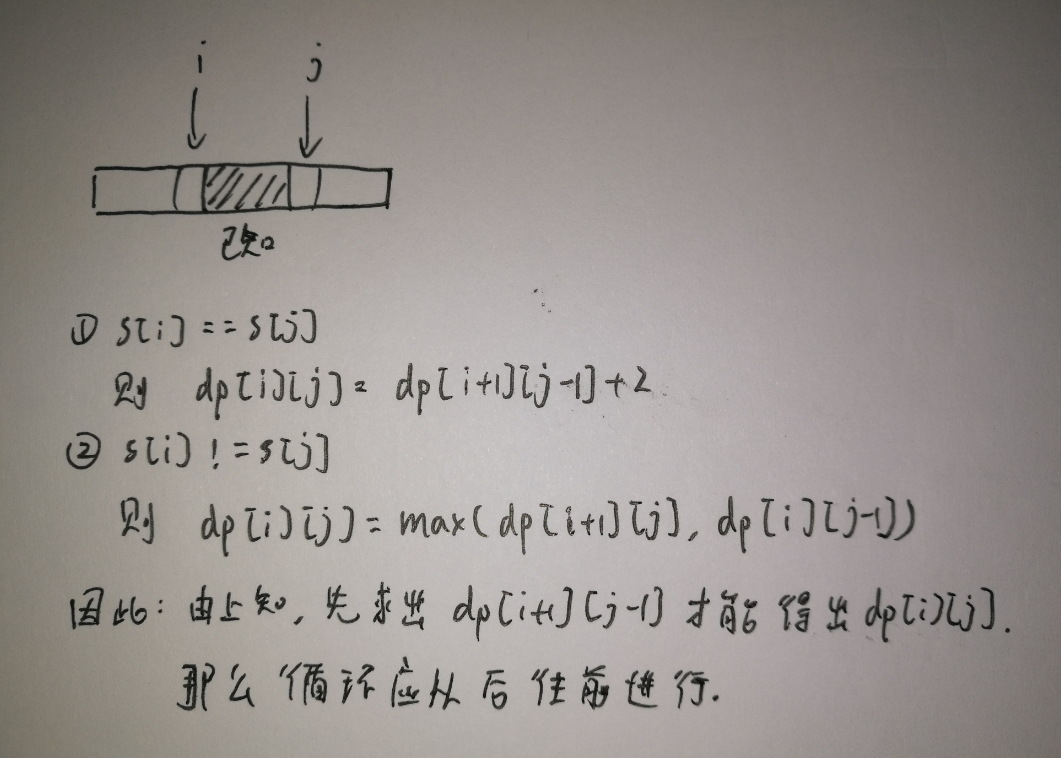 i j
已知
① s[i] == s[j]
则 dp[i][j] = dp[i+1][j-1]+2
② s[i] != s[j]
则 dp[i][j] = max(dp[i+1][j], dp[i][j-1])
因此: 由上知, 先求出 dp[i+1][j-1] 才能得出 dp[i][j].
那么循环应从后往前进行.